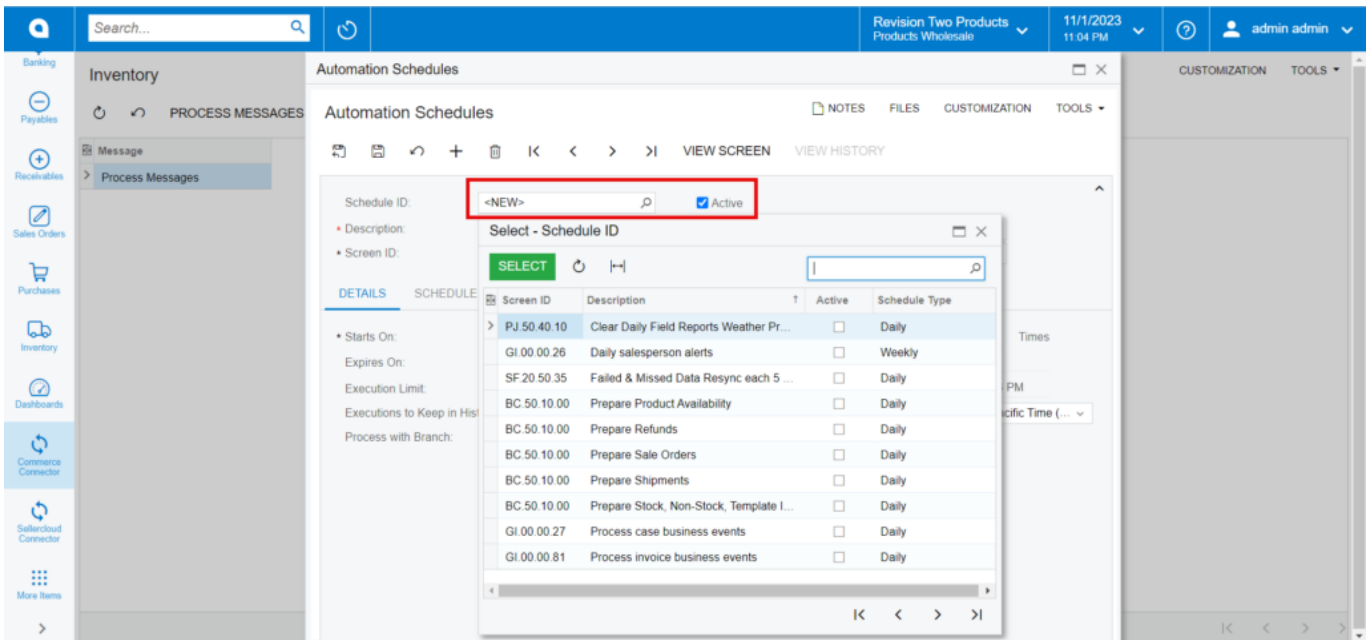 Search...
Revision Two Products
Products Wholesale
11/1/2023
11:04 PM
admin admin
Banking
Payables
Receivables
Sales Orders
Purchases
Inventory
Dashboards
Commerce
Connector
Sellercloud
Connector
More Items
Inventory
PROCESS MESSAGES
CUSTOMIZATION TOOLS
Message
Process Messages
Automation Schedules
Automation Schedules
NOTES FILES CUSTOMIZATION TOOLS
VIEW SCREEN VIEW HISTORY
Schedule ID: <NEW> Active
* Description:
* Screen ID:
DETAILS SCHEDULE
* Starts On:
Expires On:
Execution Limit:
Executions to Keep in Hist
Process with Branch:
Times
PM
cific Time (...
Select - Schedule ID
SELECT
Screen ID Description Active Schedule Type
PJ.50.40.10 Clear Daily Field Reports Weather Pr... Daily
GI.00.00.26 Daily salesperson alerts Weekly
SF.20.50.35 Failed & Missed Data Resync each 5 ... Daily
BC.50.10.00 Prepare Product Availability Daily
BC.50.10.00 Prepare Refunds Daily
BC.50.10.00 Prepare Sale Orders Daily
BC.50.10.00 Prepare Shipments Daily
BC.50.10.00 Prepare Stock, Non-Stock, Template I... Daily
GI.00.00.27 Process case business events Daily
GI.00.00.81 Process invoice business events Daily